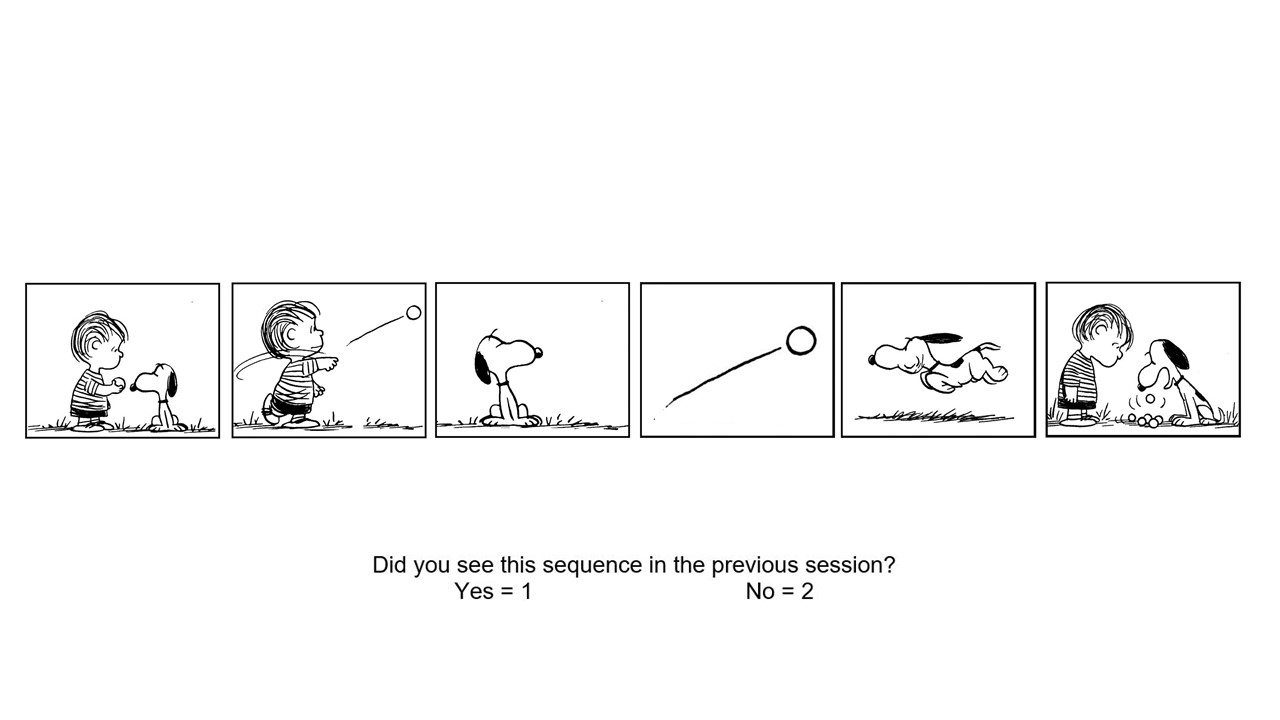 Did you see this sequence in the previous session?
Yes = 1 No = 2